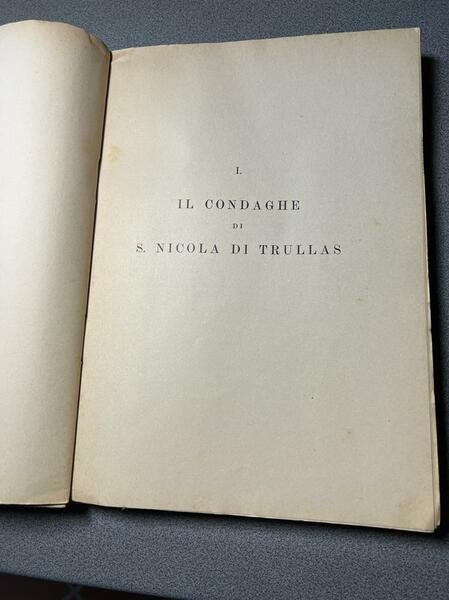 I.
IL CONDAGHE
DI
S. NICOLA DI TRULLAS